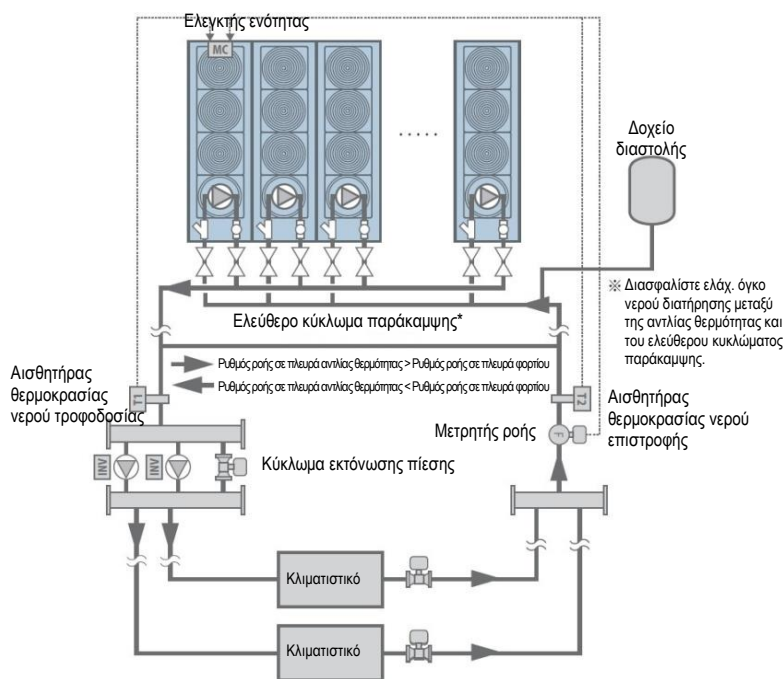 Ελεγκτής ενότητας
MC
Δοχείο
διαστολής
※ Διασφαλίστε ελάχ. όγκο
νερού διατήρησης μεταξύ
της αντλίας θερμότητας και
του ελεύθερου κυκλώματος
παράκαμψης.
Ελεύθερο κύκλωμα παράκαμψης*
Ρυθμός ροής σε πλευρά αντλίας θερμότητας > Ρυθμός ροής σε πλευρά φορτίου
Ρυθμός ροής σε πλευρά αντλίας θερμότητας < Ρυθμός ροής σε πλευρά φορτίου
Αισθητήρας
θερμοκρασίας
νερού τροφοδοσίας
T1
T2
Αισθητήρας
θερμοκρασίας νερού
επιστροφής
Μετρητής ροής
F
INV
INV
Κύκλωμα εκτόνωσης πίεσης
Κλιματιστικό
Κλιματιστικό